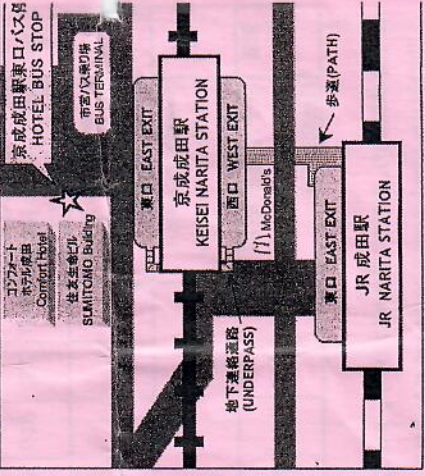 京成成田駅東口バス停
HOTEL BUS STOP
市営バス乗り場
BUS TERMINAL
コンフォート
ホテル成田
Comfort Hotel
住友生命ビル
SUMITOMO Building
東口 EAST EXIT
京成成田駅
KEISEI NARITA STATION
西口 WEST EXIT
McDonald's
歩道(PATH)
地下連絡通路
(UNDERPASS)
東口 EAST EXIT
JR 成田駅
JR NARITA STATION